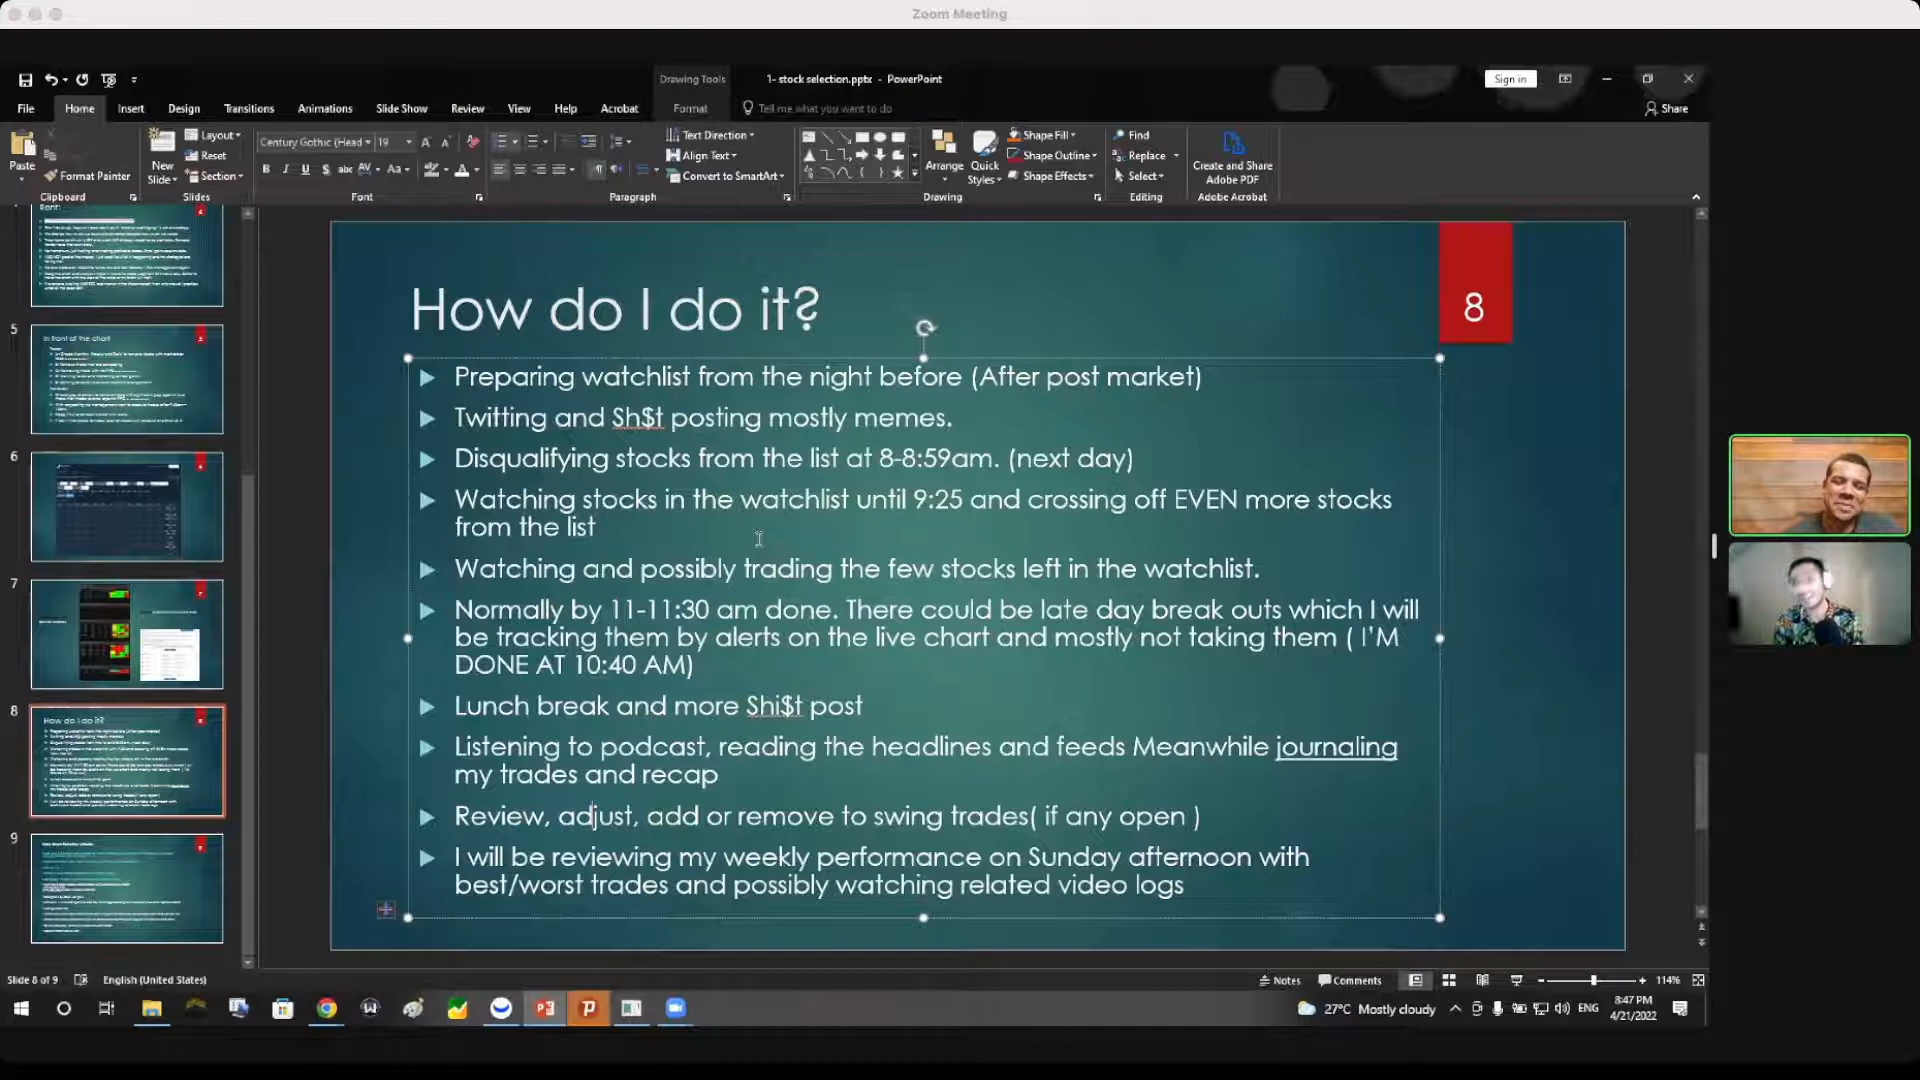 Zoom Meeting
Drawing Tools
1- stock selection.pptx - PowerPoint
Sign in
File Home Insert Design Transitions Animations Slide Show Review View Help Acrobat Format Tell me what you want to do Share
Paste
Format Painter
Clipboard
New Slide
Layout
Reset
Section
Slides
Century Gothic (Head 19
B I U S abc AV Aa A
Font
Paragraph
Text Direction
Align Text
Convert to SmartArt
Arrange
Quick Styles
Shape Fill
Shape Outline
Shape Effects
Drawing
Find
Replace
Select
Editing
Create and Share Adobe PDF
Adobe Acrobat
5
In front of the chart
6
7
8
How do I do it?
9
How do I do it?
8
Preparing watchlist from the night before (After post market)
Twitting and Sh$t posting mostly memes.
Disqualifying stocks from the list at 8-8:59am. (next day)
Watching stocks in the watchlist until 9:25 and crossing off EVEN more stocks
from the list
Watching and possibly trading the few stocks left in the watchlist.
Normally by 11-11:30 am done. There could be late day break outs which I will
be tracking them by alerts on the live chart and mostly not taking them ( I'M
DONE AT 10:40 AM)
Lunch break and more Shi$t post
Listening to podcast, reading the headlines and feeds Meanwhile journaling
my trades and recap
Review, adjust, add or remove to swing trades( if any open )
I will be reviewing my weekly performance on Sunday afternoon with
best/worst trades and possibly watching related video logs
Slide 8 of 9 English (United States)
Notes Comments 114%
27°C Mostly cloudy ENG
8:47 PM
4/21/2022